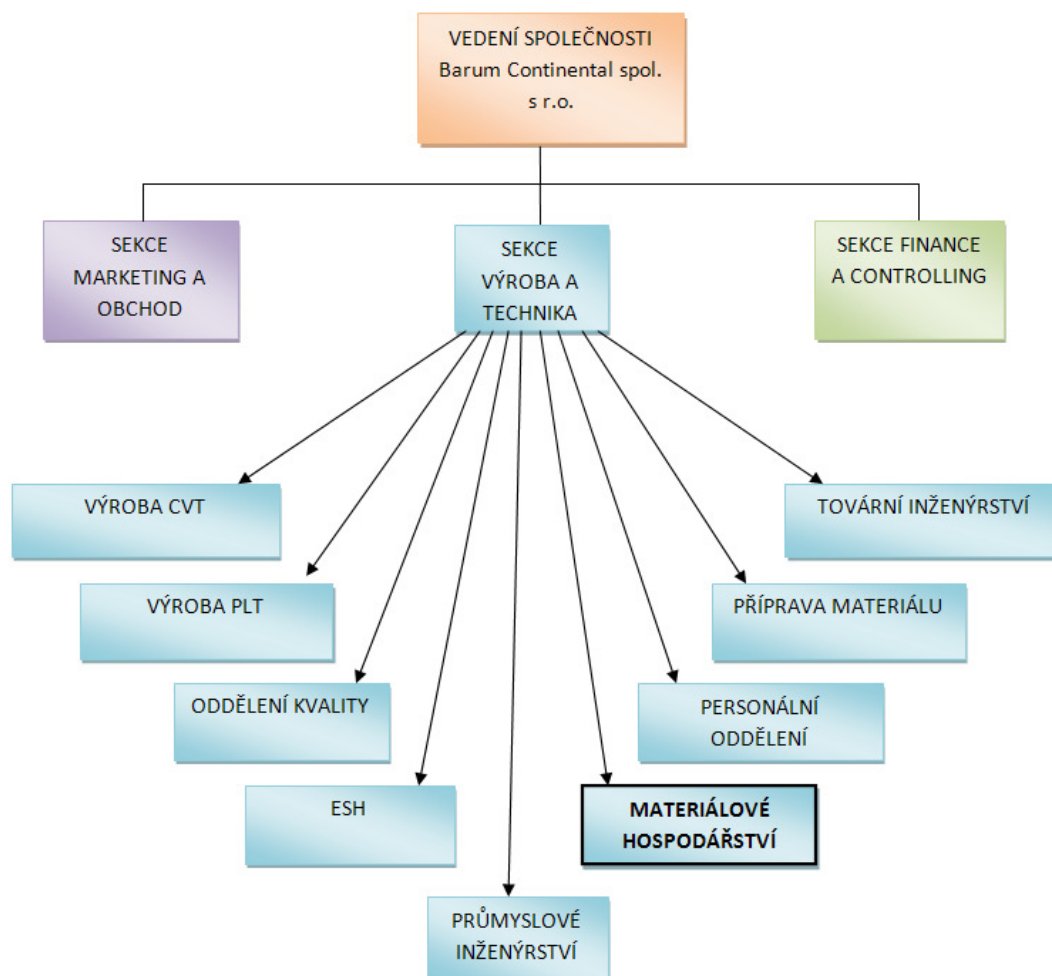 VEDENÍ SPOLEČNOSTI
Barum Continental spol.
s r.o.
SEKCE
MARKETING A
OBCHOD
SEKCE
VÝROBA A
TECHNIKA
SEKCE FINANCE
A CONTROLLING
VÝROBA CVT
TOVÁRNÍ INŽENÝRSTVÍ
VÝROBA PLT
PŘÍPRAVA MATERIÁLU
ODDĚLENÍ KVALITY
PERSONÁLNÍ
ODDĚLENÍ
ESH
MATERIÁLOVÉ
HOSPODÁŘSTVÍ
PRŮMYSLOVÉ
INŽENÝRSTVÍ